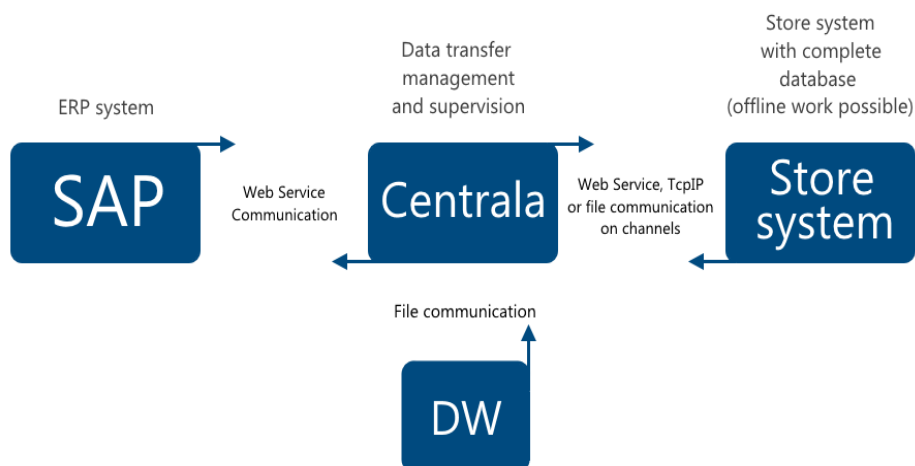 ERP system
SAP
Web Service
Communication
Data transfer
management
and supervision
Centrala
Web Service, TcpIP
or file communication
on channels
Store system
with complete
database
(offline work possible)
Store
system
File communication
DW